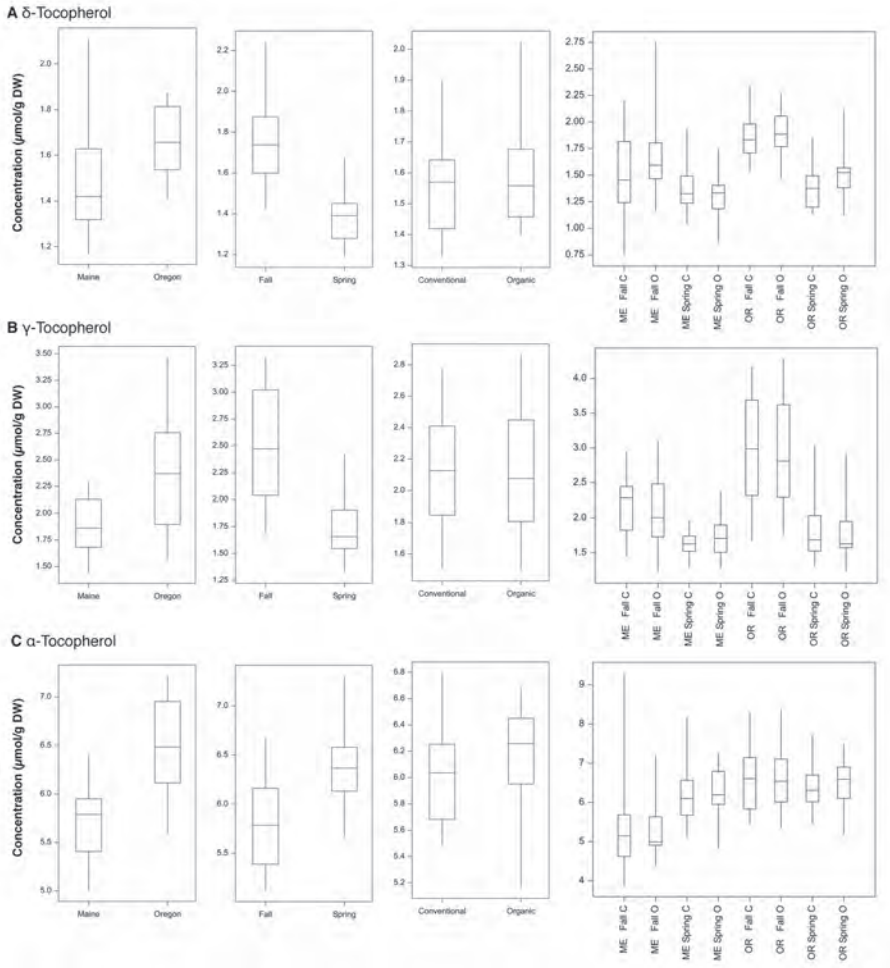 A δ-Tocopherol
Concentration (µmol/g DW)
2.0
1.8
1.6
1.4
1.2
Maine Oregon
2.2
2.0
1.8
1.6
1.4
1.2
Fall Spring
2.0
1.9
1.8
1.7
1.6
1.5
1.4
1.3
Conventional Organic
2.75
2.50
2.25
2.00
1.75
1.50
1.25
1.00
0.75
ME Fall C
ME Fall O
ME Spring C
ME Spring O
OR Fall C
OR Fall O
OR Spring C
OR Spring O
B γ-Tocopherol
Concentration (µmol/g DW)
3.50
3.25
3.00
2.75
2.50
2.25
2.00
1.75
1.50
Maine Oregon
3.25
3.00
2.75
2.50
2.25
2.00
1.75
1.50
1.25
Fall Spring
2.8
2.6
2.4
2.2
2.0
1.8
1.6
Conventional Organic
4.0
3.5
3.0
2.5
2.0
1.5
ME Fall C
ME Fall O
ME Spring C
ME Spring O
OR Fall C
OR Fall O
OR Spring C
OR Spring O
C α-Tocopherol
Concentration (µmol/g DW)
7.0
6.5
6.0
5.5
5.0
Maine Oregon
7.0
6.5
6.0
5.5
Fall Spring
6.8
6.6
6.4
6.2
6.0
5.8
5.6
5.4
5.2
Conventional Organic
9
8
7
6
5
4
ME Fall C
ME Fall O
ME Spring C
ME Spring O
OR Fall C
OR Fall O
OR Spring C
OR Spring O